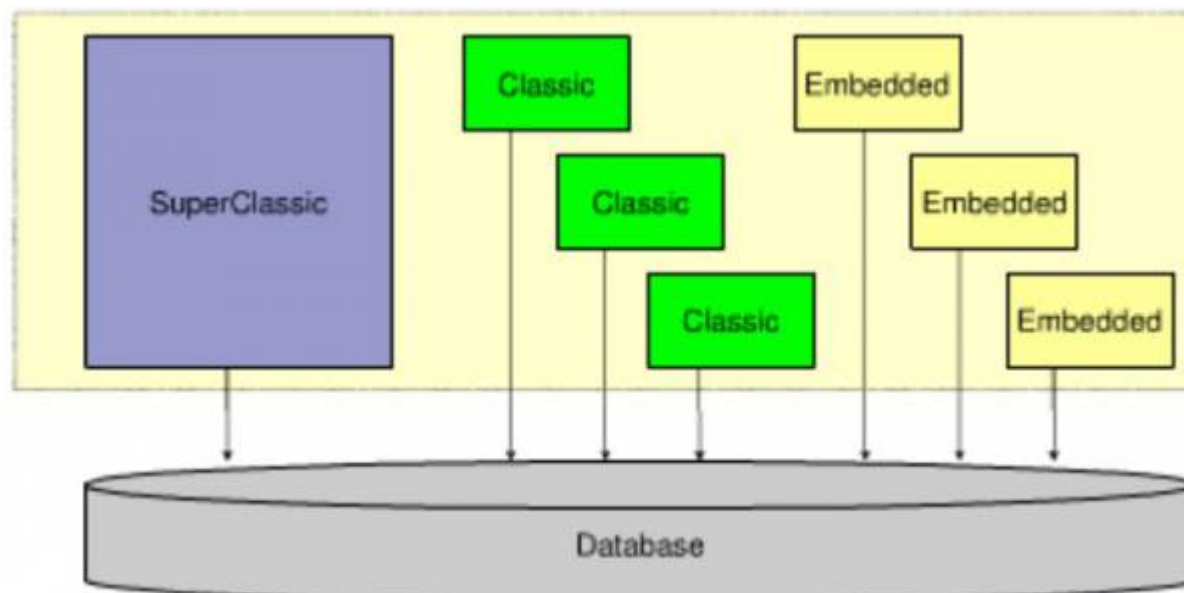 Classic
Embedded
SuperClassic
Classic
Embedded
Classic
Embedded
Database